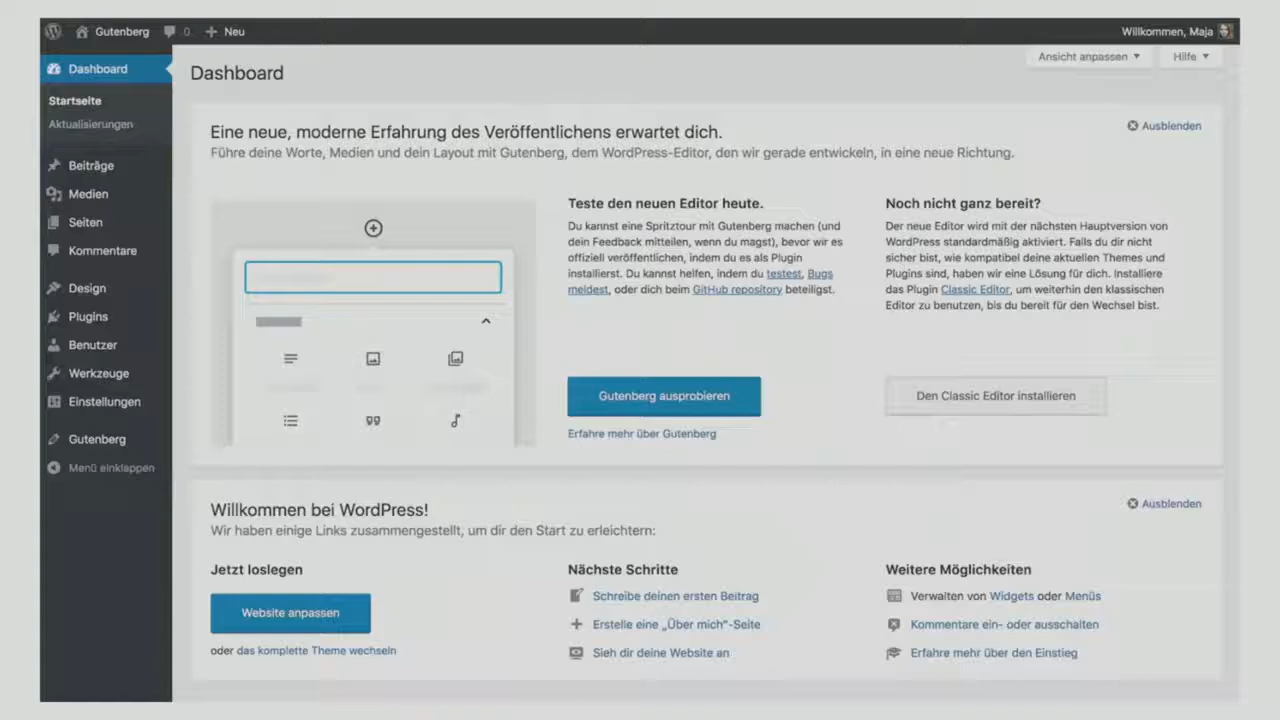 Gutenberg 0 Neu Willkommen, Maja
Dashboard
Startseite
Aktualisierungen
Beiträge
Medien
Seiten
Kommentare
Design
Plugins
Benutzer
Werkzeuge
Einstellungen
Gutenberg
Menü einklappen
Dashboard
Ansicht anpassen
Hilfe
Eine neue, moderne Erfahrung des Veröffentlichens erwartet dich.
Ausblenden
Führe deine Worte, Medien und dein Layout mit Gutenberg, dem WordPress-Editor, den wir gerade entwickeln, in eine neue Richtung.
Teste den neuen Editor heute.
Du kannst eine Spritztour mit Gutenberg machen (und
dein Feedback mitteilen, wenn du magst), bevor wir es
offiziell veröffentlichen, indem du es als Plugin
installierst. Du kannst helfen, indem du testest, Bugs
meldest, oder dich beim GitHub repository beteiligst.
Gutenberg ausprobieren
Erfahre mehr über Gutenberg
Noch nicht ganz bereit?
Der neue Editor wird mit der nächsten Hauptversion von
WordPress standardmäßig aktiviert. Falls du dir nicht
sicher bist, wie kompatibel deine aktuellen Themes und
Plugins sind, haben wir eine Lösung für dich. Installiere
das Plugin Classic Editor, um weiterhin den klassischen
Editor zu benutzen, bis du bereit für den Wechsel bist.
Den Classic Editor installieren
Willkommen bei WordPress!
Ausblenden
Wir haben einige Links zusammengestellt, um dir den Start zu erleichtern:
Jetzt loslegen
Website anpassen
oder das komplette Theme wechseln
Nächste Schritte
Schreibe deinen ersten Beitrag
Erstelle eine „Über mich“-Seite
Sieh dir deine Website an
Weitere Möglichkeiten
Verwalten von Widgets oder Menüs
Kommentare ein- oder ausschalten
Erfahre mehr über den Einstieg